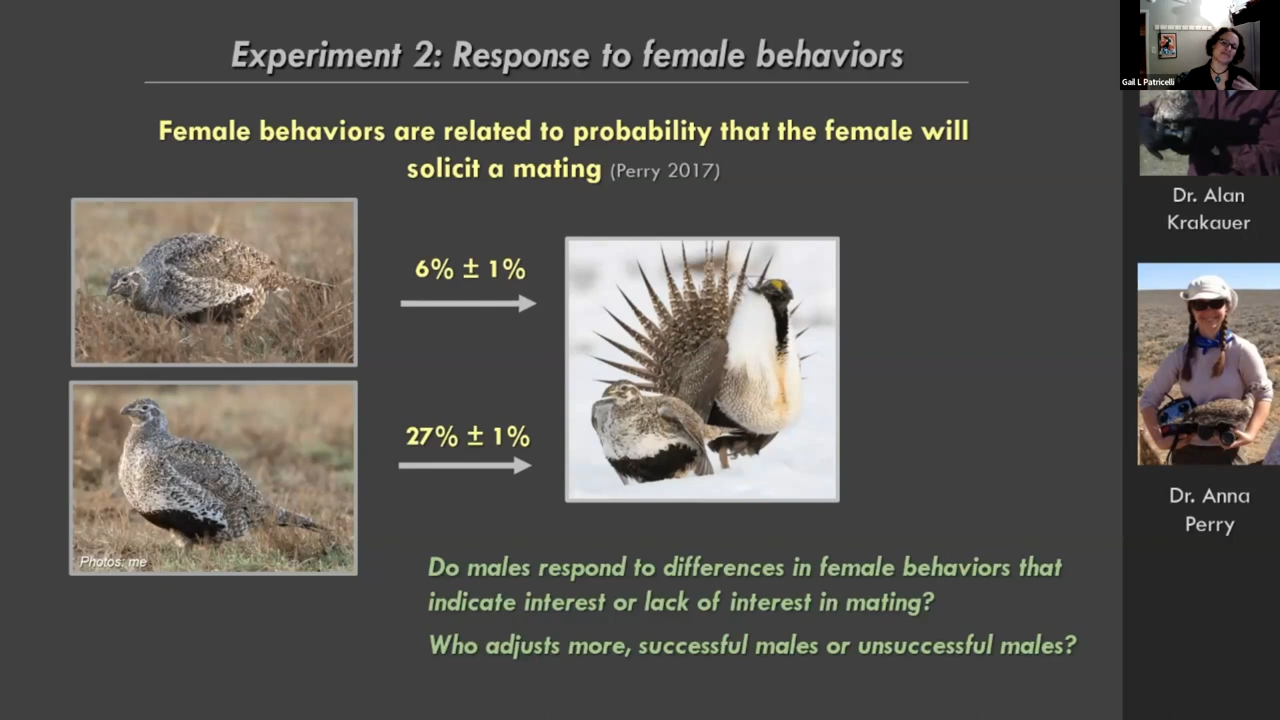 Experiment 2: Response to female behaviors
Female behaviors are related to probability that the female will
solicit a mating (Perry 2017)
6% ± 1%
27% ± 1%
Photos: me
Do males respond to differences in female behaviors that
indicate interest or lack of interest in mating?
Who adjusts more, successful males or unsuccessful males?
Gail L Patricelli
Dr. Alan
Krakauer
Dr. Anna
Perry